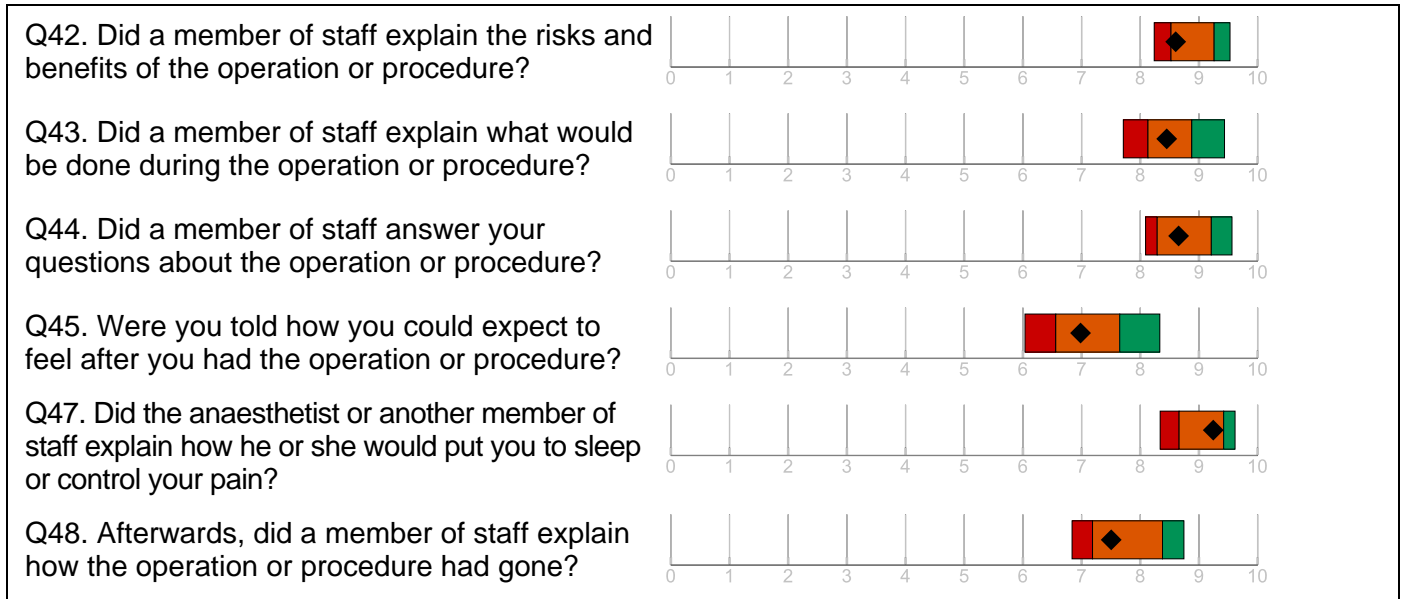 Q42. Did a member of staff explain the risks and
benefits of the operation or procedure?
0 1 2 3 4 5 6 7 8 9 10
Q43. Did a member of staff explain what would
be done during the operation or procedure?
0 1 2 3 4 5 6 7 8 9 10
Q44. Did a member of staff answer your
questions about the operation or procedure?
0 1 2 3 4 5 6 7 8 9 10
Q45. Were you told how you could expect to
feel after you had the operation or procedure?
0 1 2 3 4 5 6 7 8 9 10
Q47. Did the anaesthetist or another member of
staff explain how he or she would put you to sleep
or control your pain?
0 1 2 3 4 5 6 7 8 9 10
Q48. Afterwards, did a member of staff explain
how the operation or procedure had gone?
0 1 2 3 4 5 6 7 8 9 10